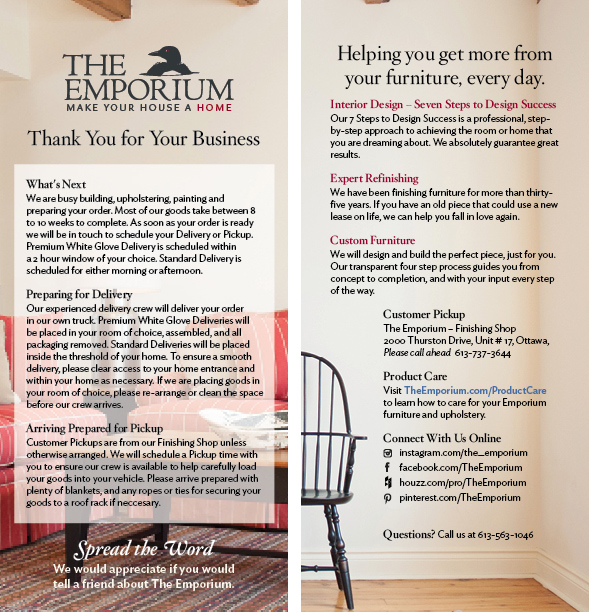 THE
EMPORIUM
MAKE YOUR HOUSE A HOME
Thank You for Your Business
What's Next
We are busy building, upholstering, painting and
preparing your order. Most of our goods take between 8
to 10 weeks to complete. As soon as your order is ready
we will be in touch to schedule your Delivery or Pickup.
Premium White Glove Delivery is scheduled within
a 2 hour window of your choice. Standard Delivery is
scheduled for either morning or afternoon.
Preparing for Delivery
Our experienced delivery crew will deliver your order
in our own truck. Premium White Glove Deliveries will
be placed in your room of choice, assembled, and all
packaging removed. Standard Deliveries will be placed
inside the threshold of your home. To ensure a smooth
delivery, please clear access to your home entrance and
within your home as necessary. If we are placing goods in
your room of choice, please re-arrange or clean the space
before our crew arrives.
Arriving Prepared for Pickup
Customer Pickups are from our Finishing Shop unless
otherwise arranged. We will schedule a Pickup time with
you to ensure our crew is available to help carefully load
your goods into your vehicle. Please arrive prepared with
plenty of blankets, and any ropes or ties for securing your
goods to a roof rack if neccesary.
Spread the Word
We would appreciate if you would
tell a friend about The Emporium.
Helping you get more from
your furniture, every day.
Interior Design – Seven Steps to Design Success
Our 7 Steps to Design Success is a professional, step-
by-step approach to achieving the room or home that
you are dreaming about. We absolutely guarantee great
results.
Expert Refinishing
We have been finishing furniture for more than thirty-
five years. If you have an old piece that could use a new
lease on life, we can help you fall in love again.
Custom Furniture
We will design and build the perfect piece, just for you.
Our transparent four step process guides you from
concept to completion, and with your input every step
of the way.
Customer Pickup
The Emporium – Finishing Shop
2000 Thurston Drive, Unit # 17, Ottawa,
Please call ahead 613-737-3644
Product Care
Visit TheEmporium.com/ProductCare
to learn how to care for your Emporium
furniture and upholstery.
Connect With Us Online
instagram.com/the_emporium
facebook.com/TheEmporium
houzz.com/pro/TheEmporium
pinterest.com/TheEmporium
Questions? Call us at 613-563-1046